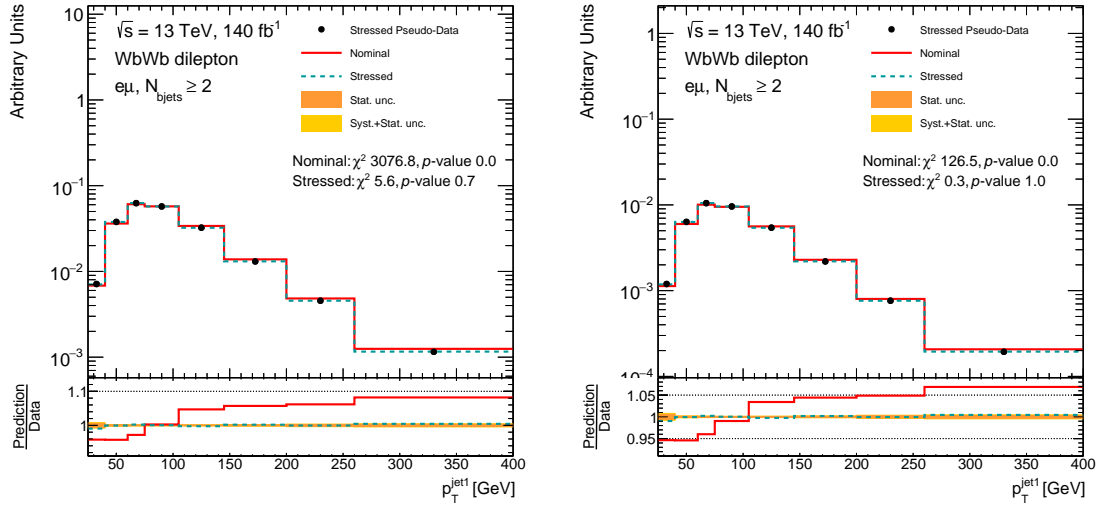 Arbitrary Units
√s = 13 TeV, 140 fb⁻¹
WbWb dilepton
eμ, N_bjets ≥ 2
Stressed Pseudo-Data
Nominal
Stressed
Stat. unc.
Syst.+Stat. unc.
Nominal: χ² 3076.8, p-value 0.0
Stressed: χ² 5.6, p-value 0.7
1
10⁻¹
10⁻²
10⁻³
Prediction
Data
1.1
1
50 100 150 200 250 300 350 400
p_T^jet1 [GeV]
Arbitrary Units
√s = 13 TeV, 140 fb⁻¹
WbWb dilepton
eμ, N_bjets ≥ 2
Stressed Pseudo-Data
Nominal
Stressed
Stat. unc.
Syst.+Stat. unc.
Nominal: χ² 126.5, p-value 0.0
Stressed: χ² 0.3, p-value 1.0
1
10⁻¹
10⁻²
10⁻³
10⁻⁴
Prediction
Data
1.05
1
0.95
50 100 150 200 250 300 350 400
p_T^jet1 [GeV]